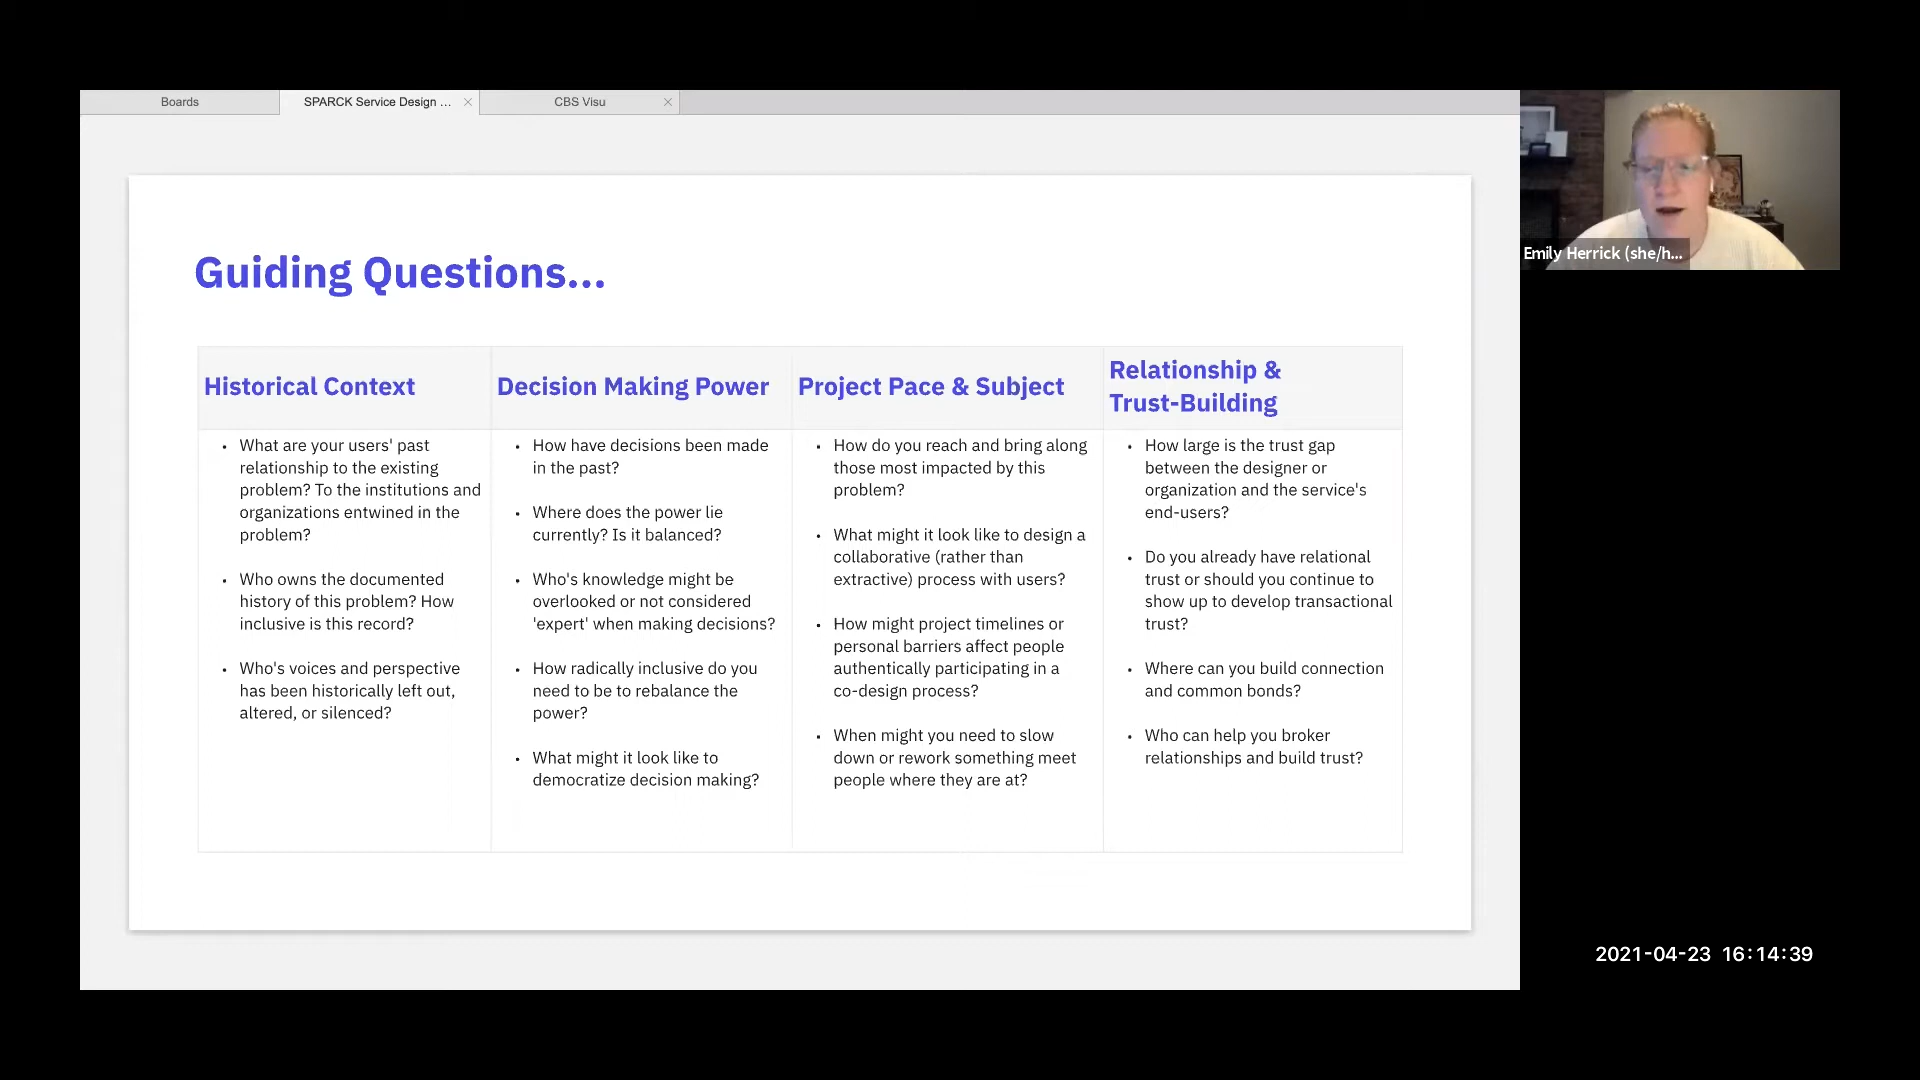 Boards
SPARCK Service Design ...
CBS Visu
Guiding Questions...
Historical Context
Decision Making Power
Project Pace & Subject
Relationship &
Trust-Building
• What are your users' past
relationship to the existing
problem? To the institutions and
organizations entwined in the
problem?
• Who owns the documented
history of this problem? How
inclusive is this record?
• Who's voices and perspective
has been historically left out,
altered, or silenced?
• How have decisions been made
in the past?
• Where does the power lie
currently? Is it balanced?
• Who's knowledge might be
overlooked or not considered
'expert' when making decisions?
• How radically inclusive do you
need to be to rebalance the
power?
• What might it look like to
democratize decision making?
• How do you reach and bring along
those most impacted by this
problem?
• What might it look like to design a
collaborative (rather than
extractive) process with users?
• How might project timelines or
personal barriers affect people
authentically participating in a
co-design process?
• When might you need to slow
down or rework something meet
people where they are at?
• How large is the trust gap
between the designer or
organization and the service's
end-users?
• Do you already have relational
trust or should you continue to
show up to develop transactional
trust?
• Where can you build connection
and common bonds?
• Who can help you broker
relationships and build trust?
Emily Herrick (she/h...
2021-04-23 16:14:39